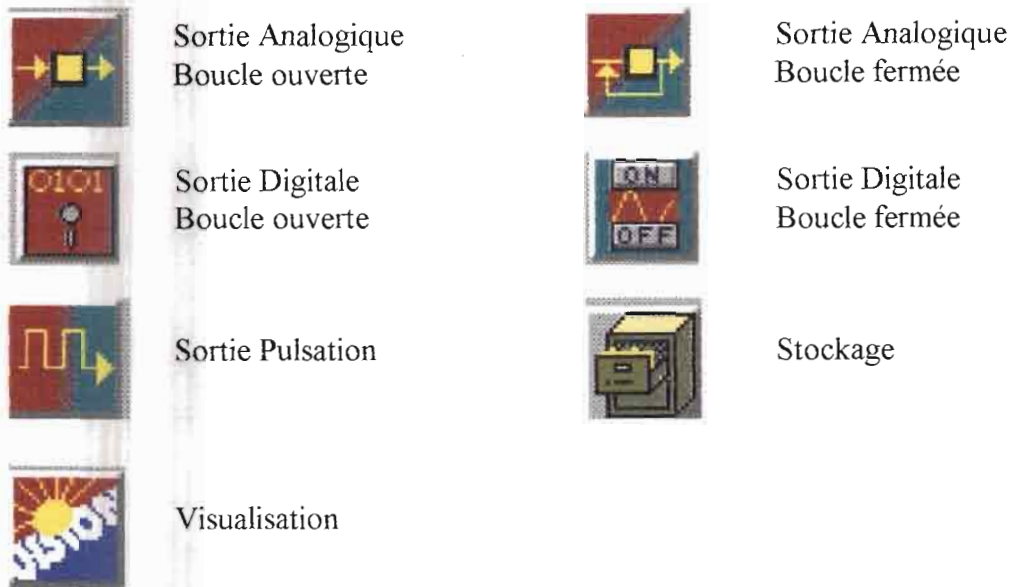 Sortie Analogique
Boucle ouverte
Sortie Analogique
Boucle fermée
0101
Sortie Digitale
Boucle ouverte
ON
OFF
Sortie Digitale
Boucle fermée
Sortie Pulsation
Stockage
VISION
Visualisation